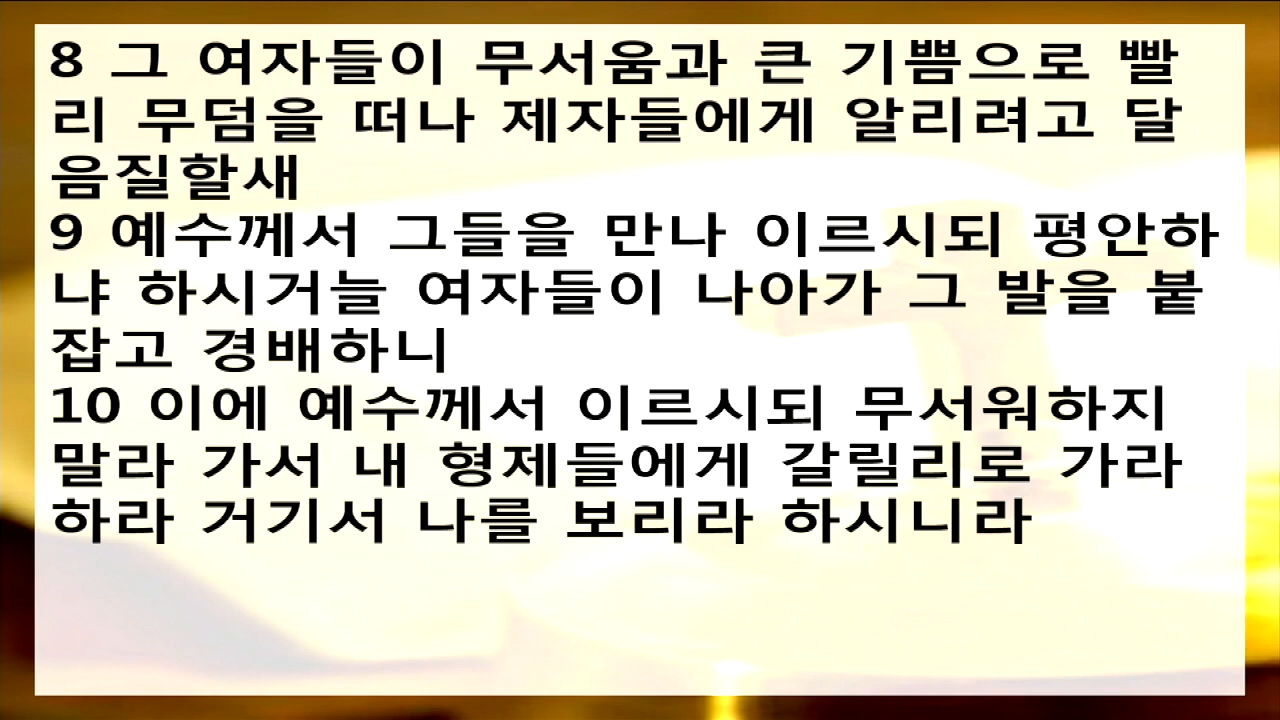 8 그 여자들이 무서움과 큰 기쁨으로 빨
리 무덤을 떠나 제자들에게 알리려고 달
음질할새
9 예수께서 그들을 만나 이르시되 평안하
냐 하시거늘 여자들이 나아가 그 발을 붙
잡고 경배하니
10 이에 예수께서 이르시되 무서워하지
말라 가서 내 형제들에게 갈릴리로 가라
하라 거기서 나를 보리라 하시니라